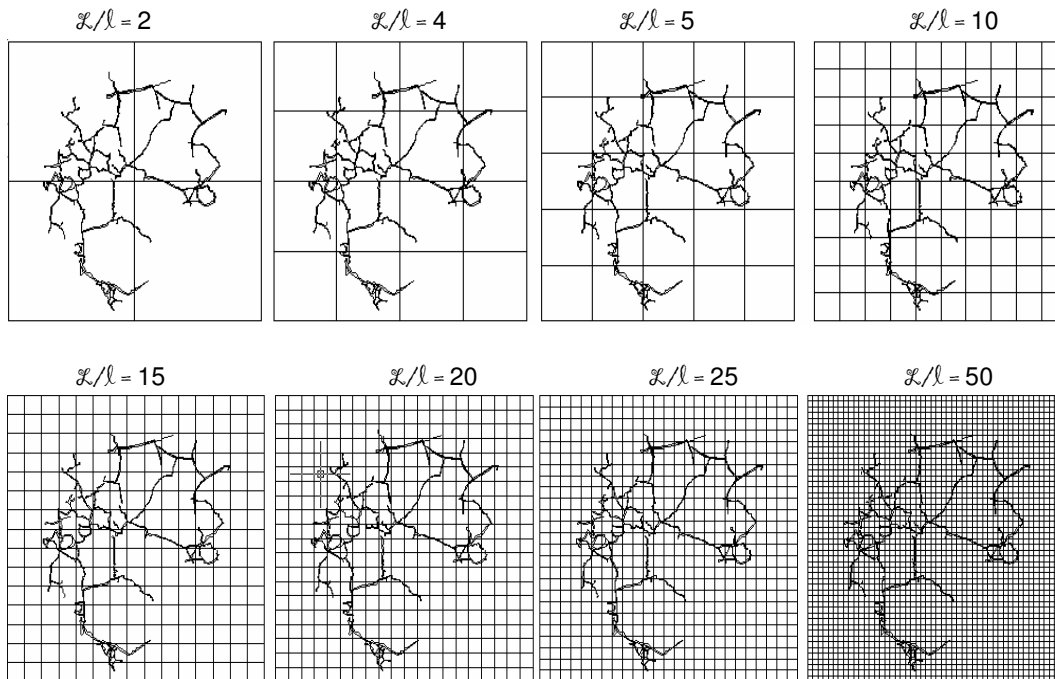 ℒ/l = 2
ℒ/l = 4
ℒ/l = 5
ℒ/l = 10
ℒ/l = 15
ℒ/l = 20
ℒ/l = 25
ℒ/l = 50